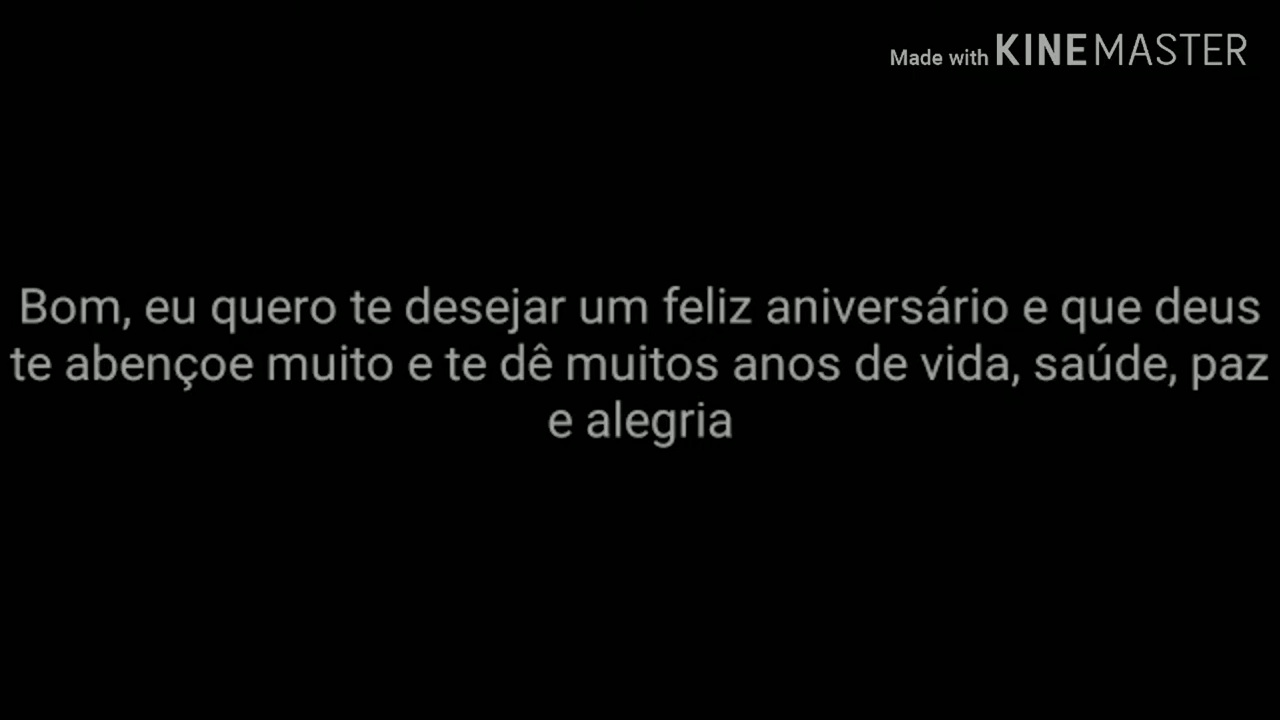 Made with KINEMASTER
Bom, eu quero te desejar um feliz aniversário e que deus
te abençoe muito e te dê muitos anos de vida, saúde, paz
e alegria